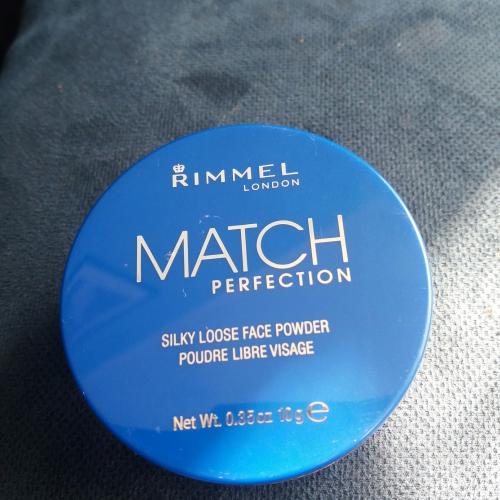 RIMMEL
LONDON
MATCH
PERFECTION
SILKY LOOSE FACE POWDER
POUDRE LIBRE VISAGE
Net Wt. 0.35oz 10g ℮